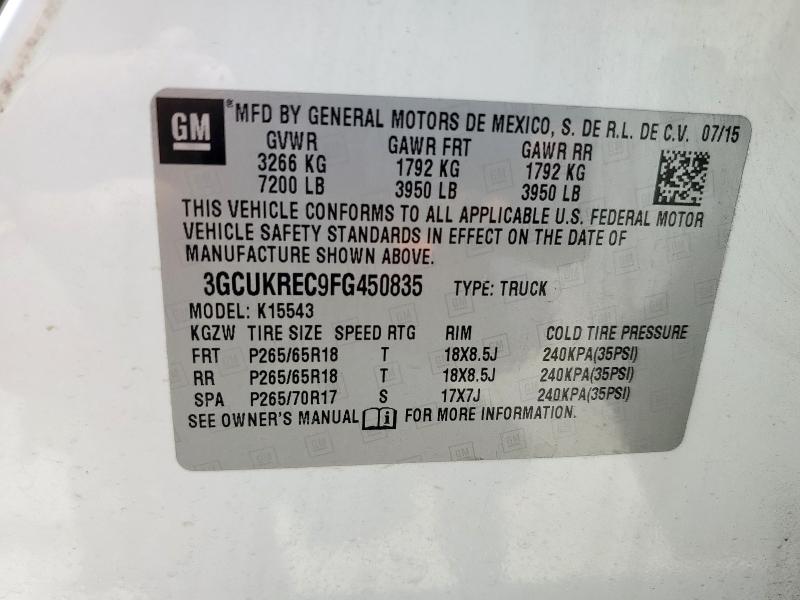 GM
® MFD BY GENERAL MOTORS DE MEXICO, S. DE R.L. DE C.V. 07/15
GVWR GAWR FRT GAWR RR
3266 KG 1792 KG 1792 KG
7200 LB 3950 LB 3950 LB
THIS VEHICLE CONFORMS TO ALL APPLICABLE U.S. FEDERAL MOTOR
VEHICLE SAFETY STANDARDS IN EFFECT ON THE DATE OF
MANUFACTURE SHOWN ABOVE.
3GCUKREC9FG450835 TYPE: TRUCK
MODEL: K15543
KGZW TIRE SIZE SPEED RTG RIM COLD TIRE PRESSURE
FRT P265/65R18 T 18X8.5J 240KPA(35PSI)
RR P265/65R18 T 18X8.5J 240KPA(35PSI)
SPA P265/70R17 S 17X7J 240KPA(35PSI)
SEE OWNER'S MANUAL i FOR MORE INFORMATION.